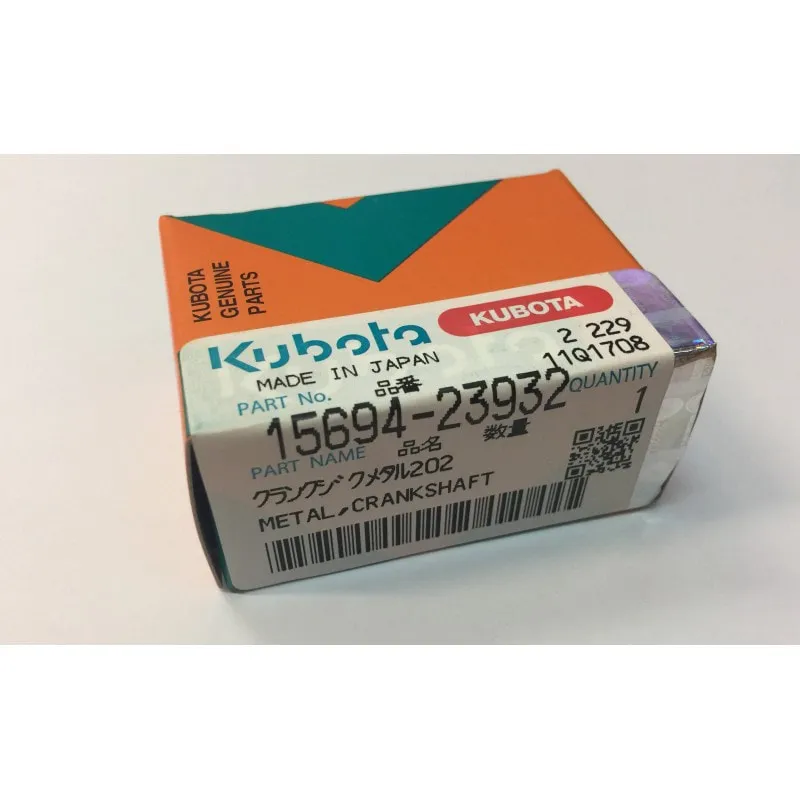 KUBOTA
GENUINE
PARTS
Kubota
KUBOTA
MADE IN JAPAN
2 229
11Q1708
PART No. 品番
QUANTITY
15694-23932
数量
1
PART NAME 品名
クランクジクメタル202
METAL,CRANKSHAFT